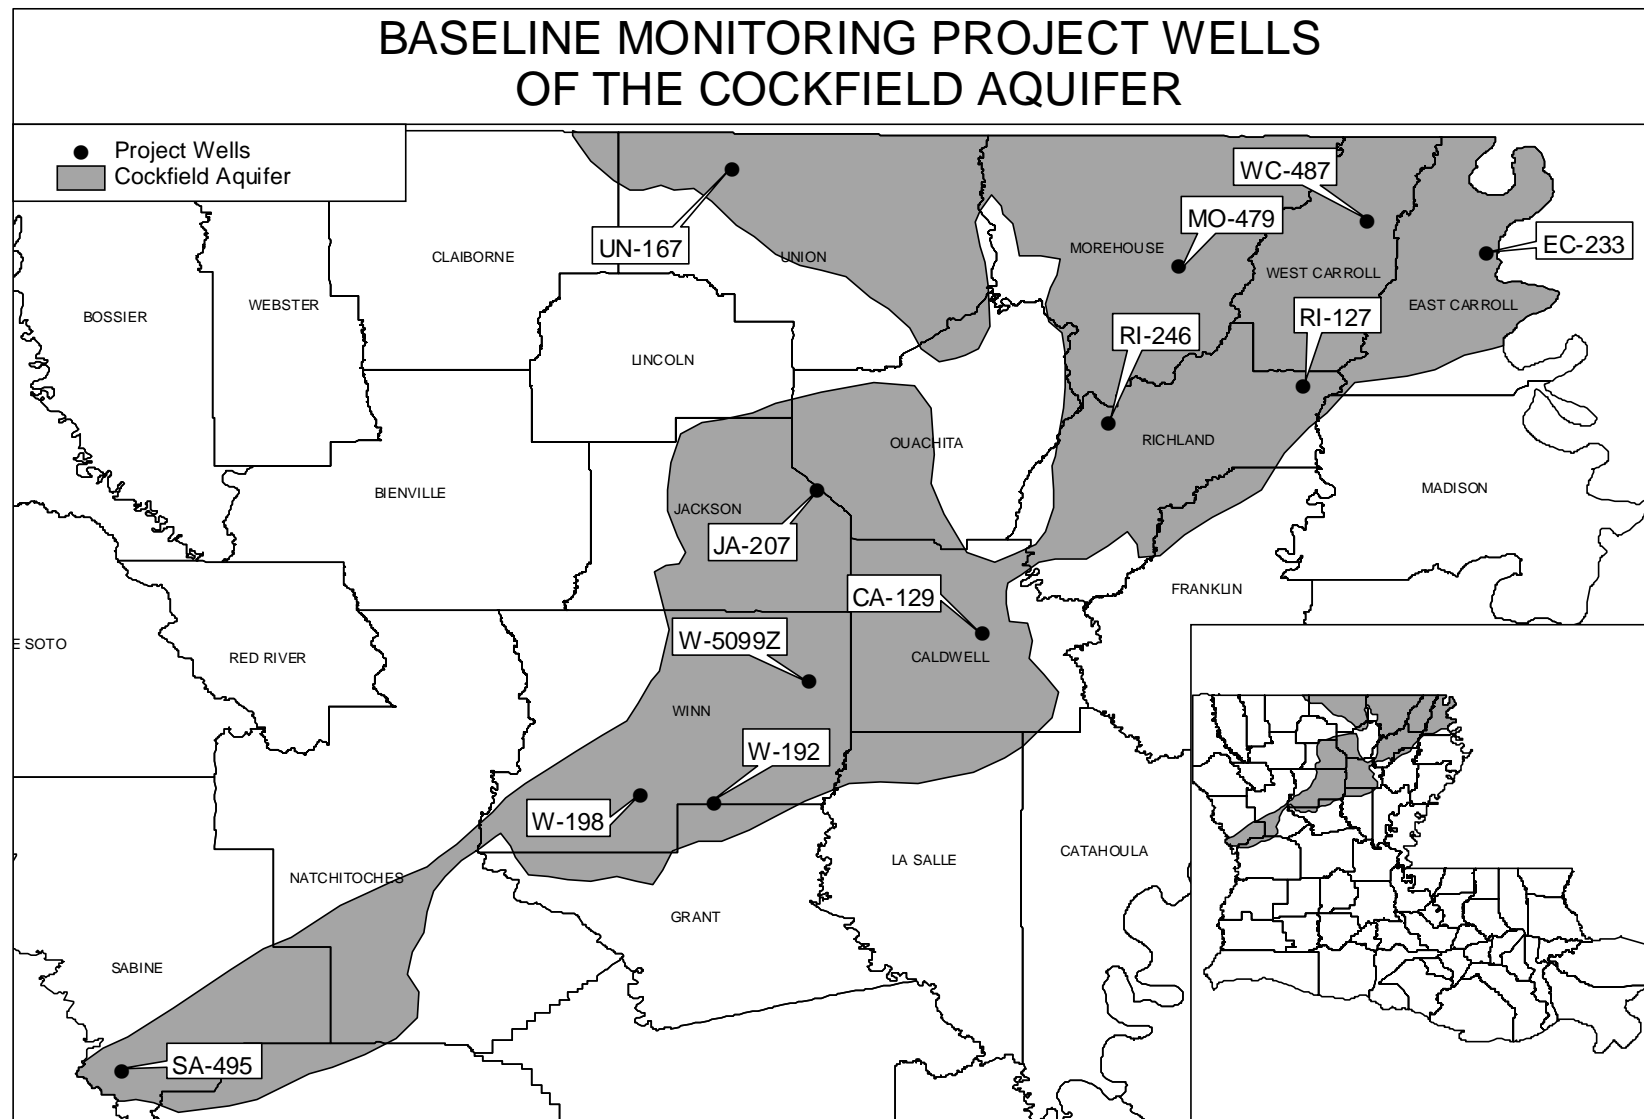 BASELINE MONITORING PROJECT WELLS
OF THE COCKFIELD AQUIFER
Project Wells
Cockfield Aquifer
WC-487
MO-479
UN-167
EC-233
CLAIBORNE
UNION
MOREHOUSE
WEST CARROLL
EAST CARROLL
BOSSIER
WEBSTER
RI-127
RI-246
LINCOLN
OUACHITA
RICHLAND
BIENVILLE
MADISON
JACKSON
JA-207
CA-129
FRANKLIN
W-5099Z
E SOTO
RED RIVER
CALDWELL
WINN
W-192
W-198
LA SALLE
CATAHOULA
NATCHITOCHES
GRANT
SABINE
SA-495